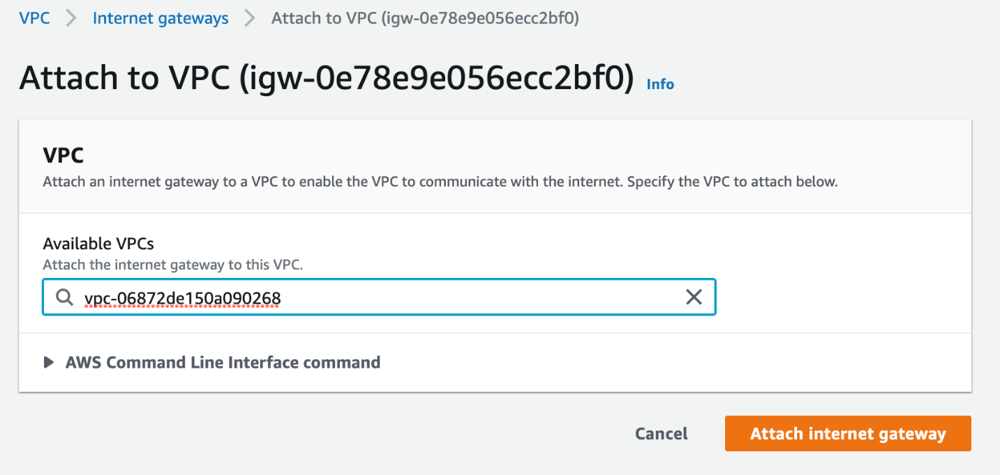 VPC > Internet gateways > Attach to VPC (igw-0e78e9e056ecc2bf0)
Attach to VPC (igw-0e78e9e056ecc2bf0) Info
VPC
Attach an internet gateway to a VPC to enable the VPC to communicate with the internet. Specify the VPC to attach below.
Available VPCs
Attach the internet gateway to this VPC.
vpc-06872de150a090268
AWS Command Line Interface command
Cancel Attach internet gateway